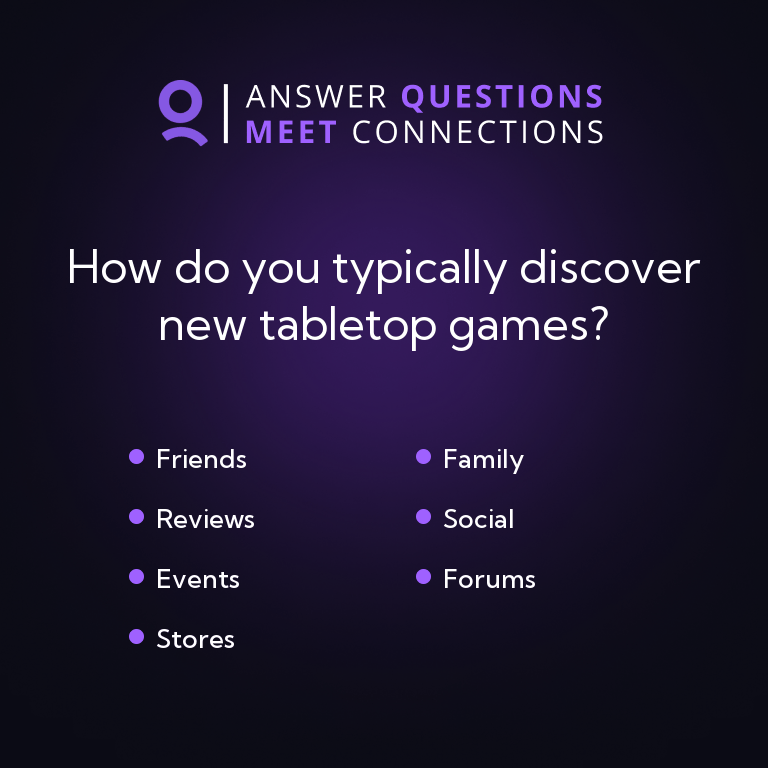 ANSWER QUESTIONS
MEET CONNECTIONS
How do you typically discover
new tabletop games?
Friends
Reviews
Events
Stores
Family
Social
Forums